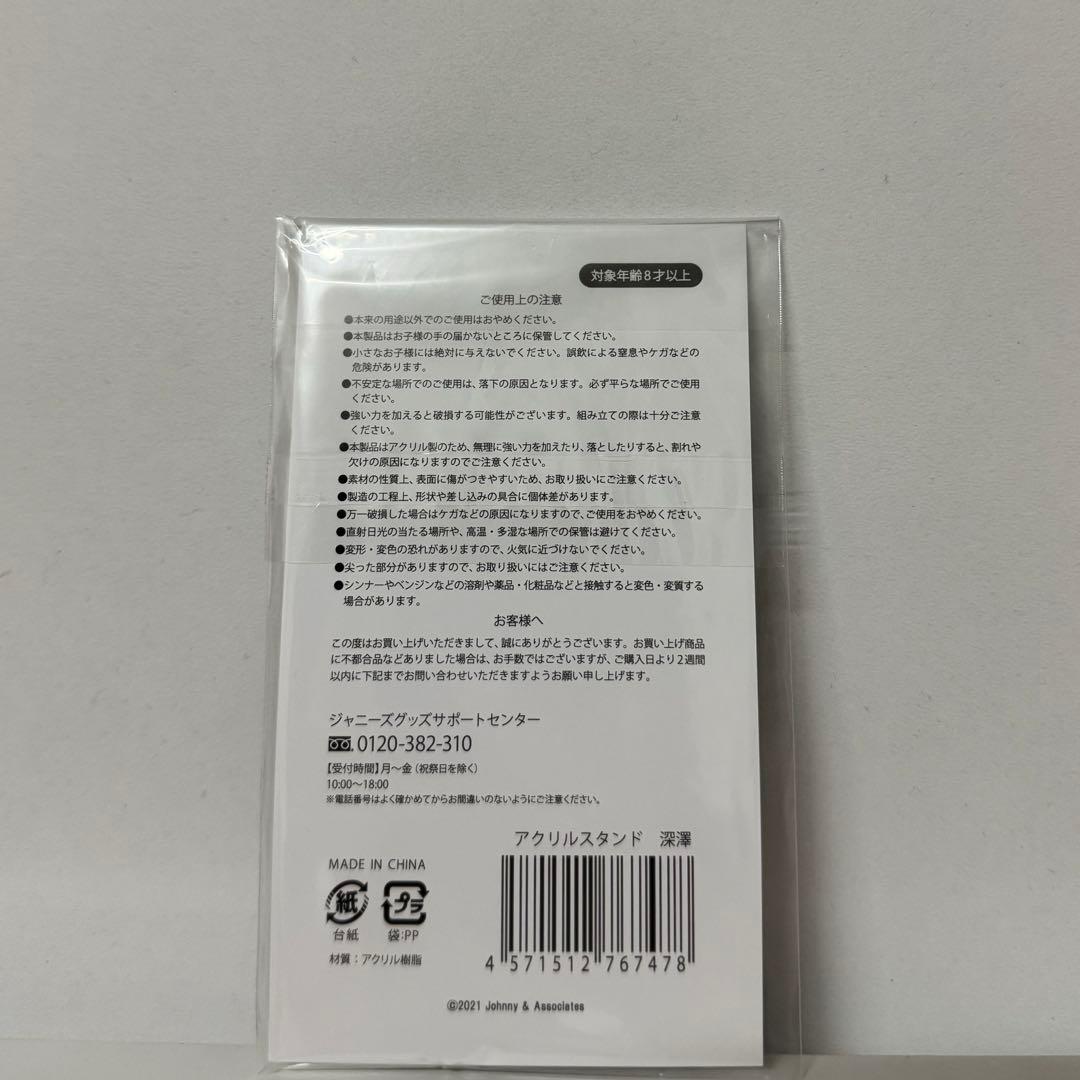 対象年齢8才以上
ご使用上の注意
●本来の用途以外でのご使用はおやめください。
●本製品はお子様の手の届かないところに保管してください。
●小さなお子様には絶対に与えないでください。誤飲による窒息やケガなどの
危険があります。
●不安定な場所でのご使用は、落下の原因となります。必ず平らな場所でご使用
ください。
●強い力を加えると破損する可能性がございます。組み立ての際は十分ご注意
ください。
●本製品はアクリル製のため、無理に強い力を加えたり、落としたりすると、割れや
欠けの原因になりますのでご注意ください。
●素材の性質上、表面に傷がつきやすいため、お取り扱いにご注意ください。
●製造の工程上、形状や差し込みの具合に個体差があります。
●万一破損した場合はケガなどの原因になりますので、ご使用をおやめください。
●直射日光の当たる場所や、高温・多湿な場所での保管は避けてください。
●変形・変色の恐れがありますので、火気に近づけないでください。
●尖った部分がありますので、お取り扱いにはご注意ください。
●シンナーやベンジンなどの溶剤や薬品・化粧品などと接触すると変色・変質する
場合があります。
お客様へ
この度はお買い上げいただきまして、誠にありがとうございます。お買い上げ商品
に不都合品などありました場合は、お手数ではございますが、ご購入日より2週間
以内に下記までお問い合わせいただきますようお願い申し上げます。
ジャニーズグッズサポートセンター
0120-382-310
【受付時間】月〜金（祝祭日を除く）
10:00〜18:00
※電話番号はよく確かめてからお間違いのないようにご注意ください。
アクリルスタンド 深澤
MADE IN CHINA
紙 プラ
台紙 袋:PP
材質：アクリル樹脂
4 571512 767478
©2021 Johnny & Associates